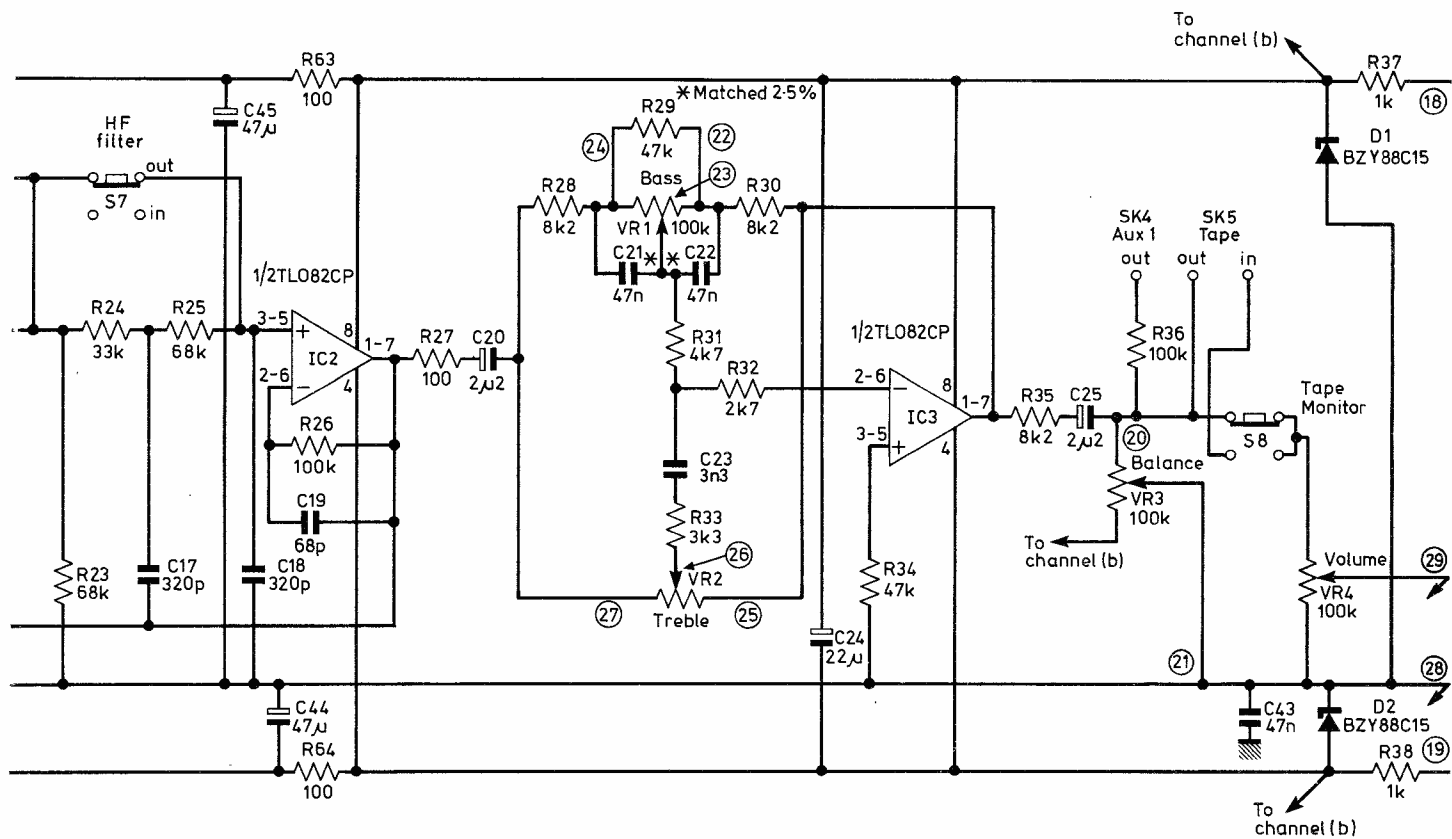 To
channel (b)
R37
1k
18
R63
100
*Matched 2·5%
R29
47k
24
22
C45
47µ
HF
filter
out
S7
in
D1
BZY88C15
Bass
23
R28
8k2
VR1
100k
R30
8k2
C21
47n
* *
C22
47n
SK4
Aux 1
out
SK5
Tape
out
in
1/2TL082CP
R24
33k
R25
68k
3-5
+
8
1-7
IC2
2-6
−
4
R27
100
C20
2µ2
R31
4k7
R32
2k7
1/2TL082CP
2-6
−
8
1-7
IC3
3-5
+
4
R36
100k
R35
8k2
C25
2µ2
20
Tape
Monitor
S8
R26
100k
C19
68p
C23
3n3
R33
3k3
26
VR2
27
25
Treble
Balance
VR3
100k
To
channel (b)
R23
68k
C17
320p
C18
320p
R34
47k
Volume
29
VR4
100k
C24
22µ
21
28
C44
47µ
R64
100
C43
47n
D2
BZY88C15
R38
1k
19
To
channel (b)